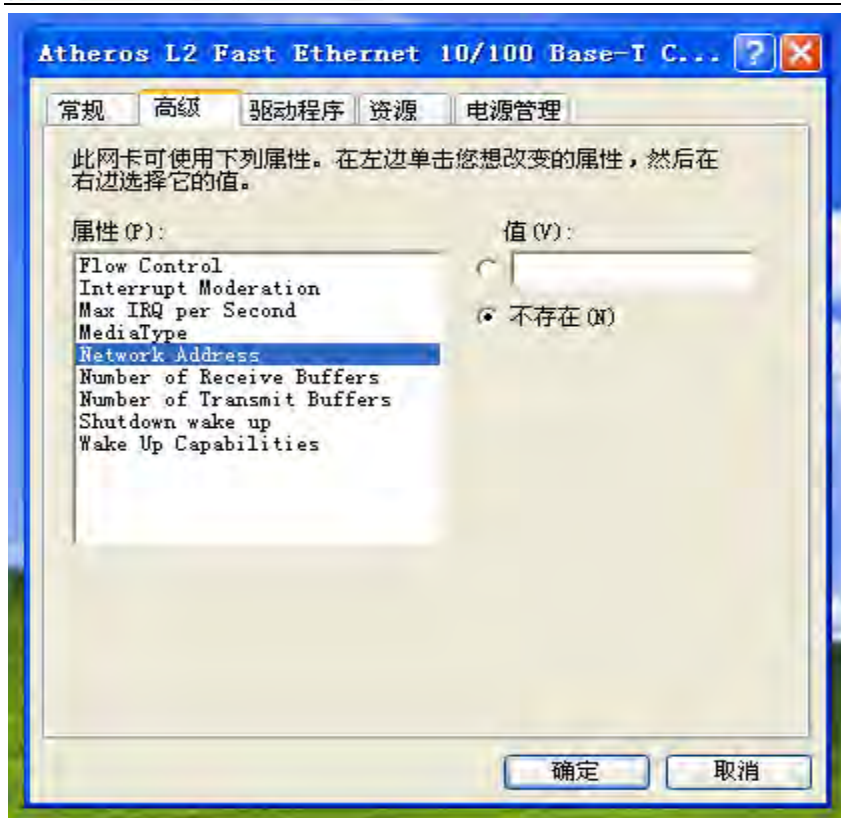 Atheros L2 Fast Ethernet 10/100 Base-T C...
常规 高级 驱动程序 资源 电源管理
此网卡可使用下列属性。在左边单击您想改变的属性，然后在
右边选择它的值。
属性(P):
值(V):
Flow Control
Interrupt Moderation
Max IRQ per Second
MediaType
Network Address
Number of Receive Buffers
Number of Transmit Buffers
Shutdown wake up
Wake Up Capabilities
不存在(N)
确定 取消